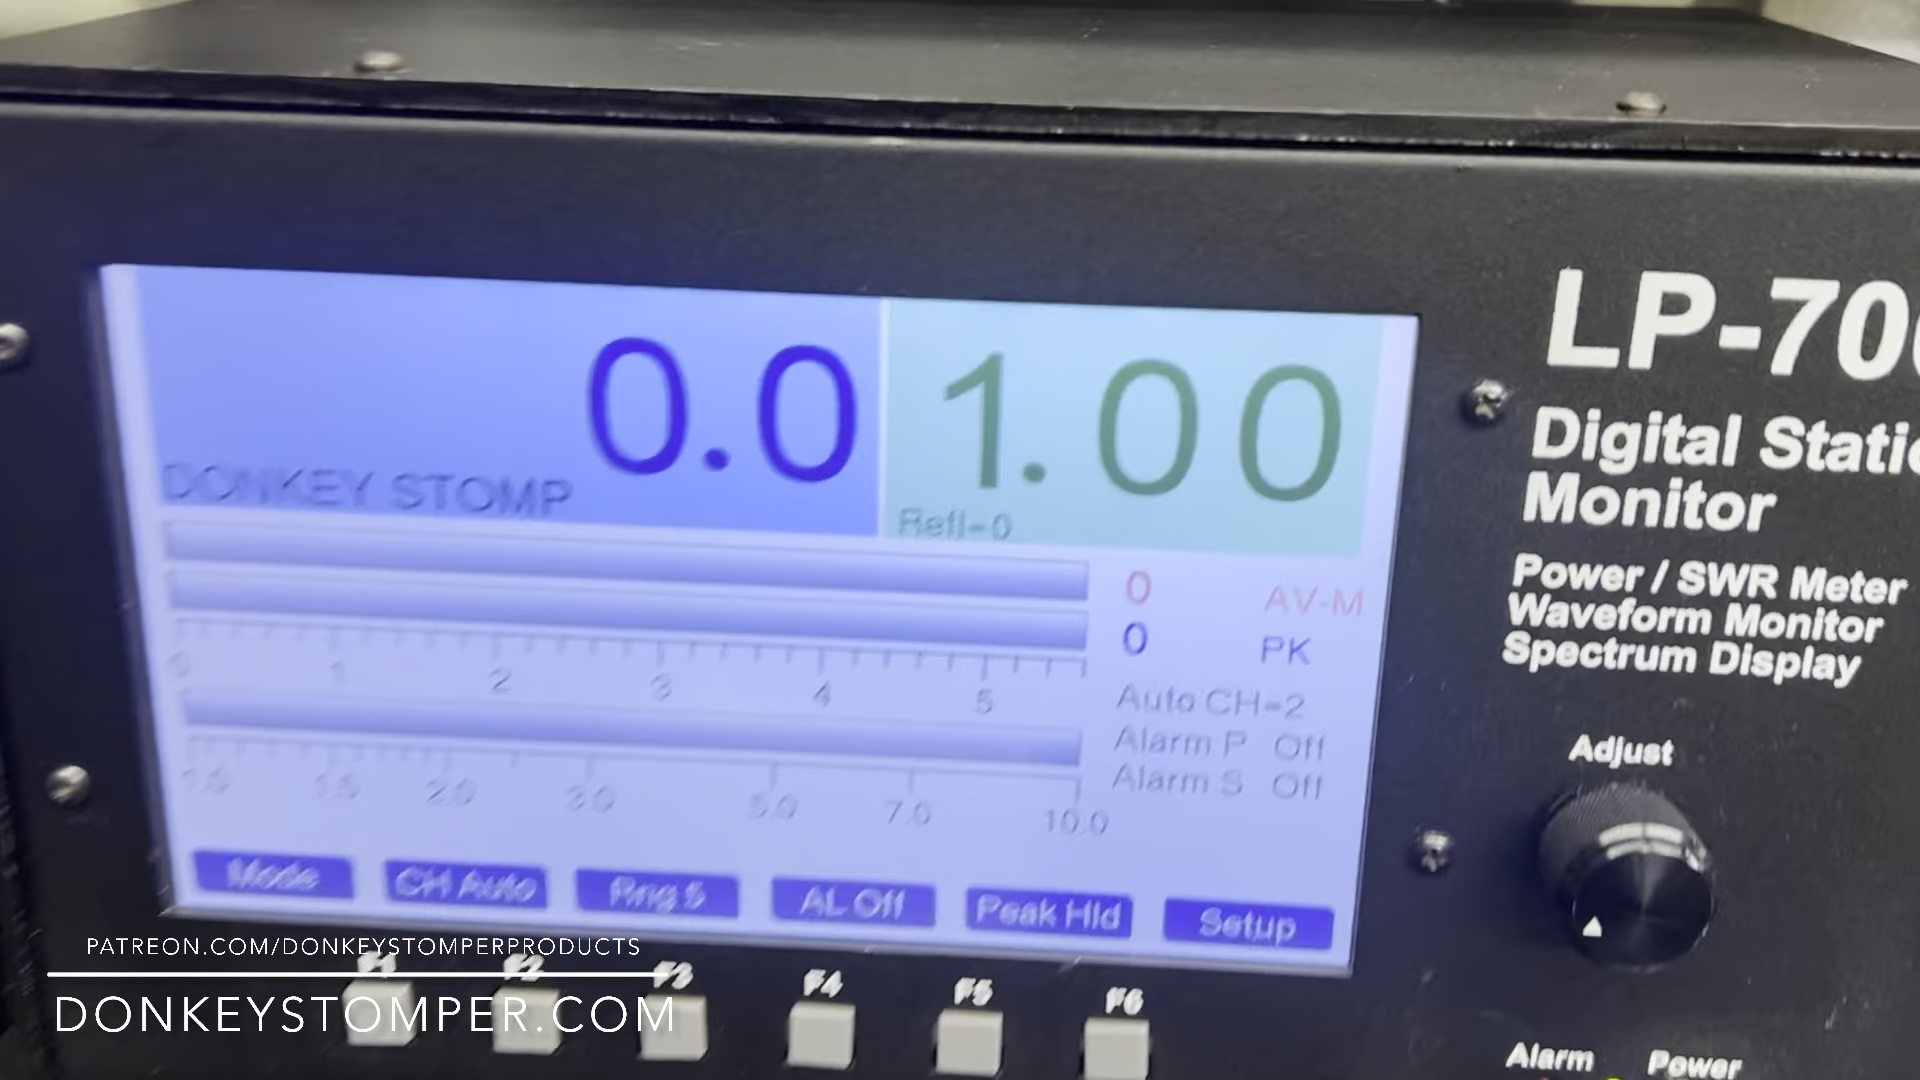 0.0
1.00
DONKEY STOMP
Refl-0
0 AV-M
0 PK
0 1 2 3 4 5
Auto CH-2
Alarm P Off
Alarm S Off
1.0 1.5 2.0 3.0 5.0 7.0 10.0
Mode CH Auto Rng 5 AL Off Peak Hld Setup
F1 F2 F3 F4 F5 F6
LP-70
Digital Static
Monitor
Power / SWR Meter
Waveform Monitor
Spectrum Display
Adjust
Alarm Power
PATREON.COM/DONKEYSTOMPERPRODUCTS
DONKEYSTOMPER.COM